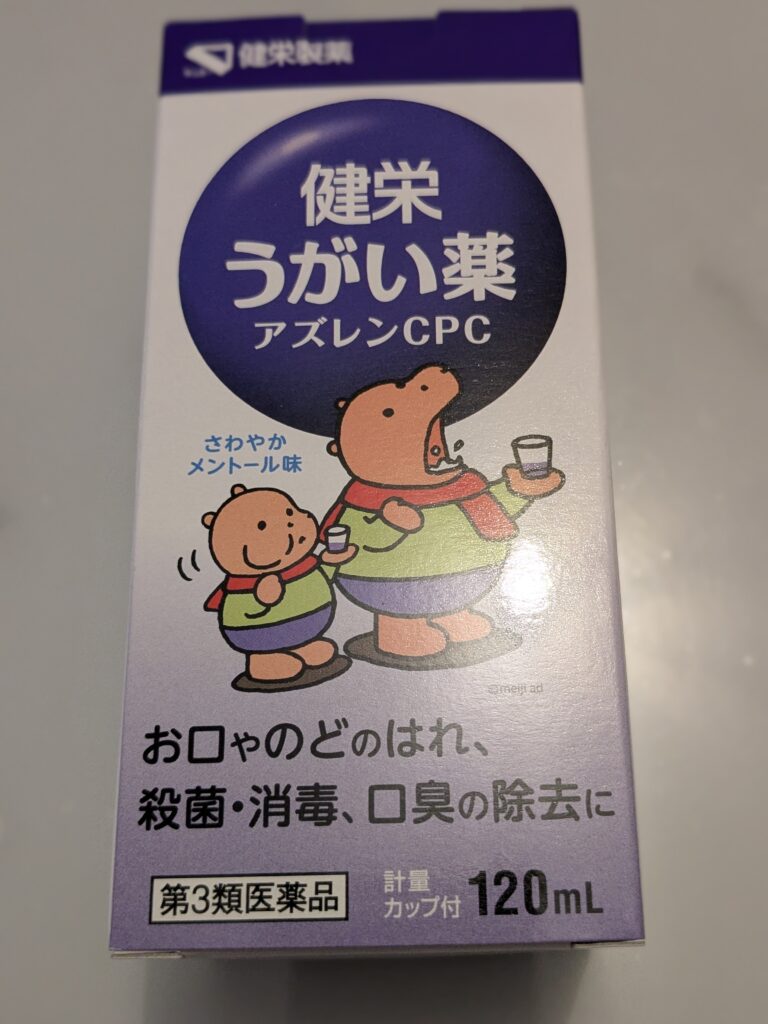 健栄製薬
健栄
うがい薬
アズレンCPC
さわやか
メントール味
©meiji ad
お口やのどのはれ、
殺菌・消毒、口臭の除去に
第3類医薬品
計量
カップ付
120mL